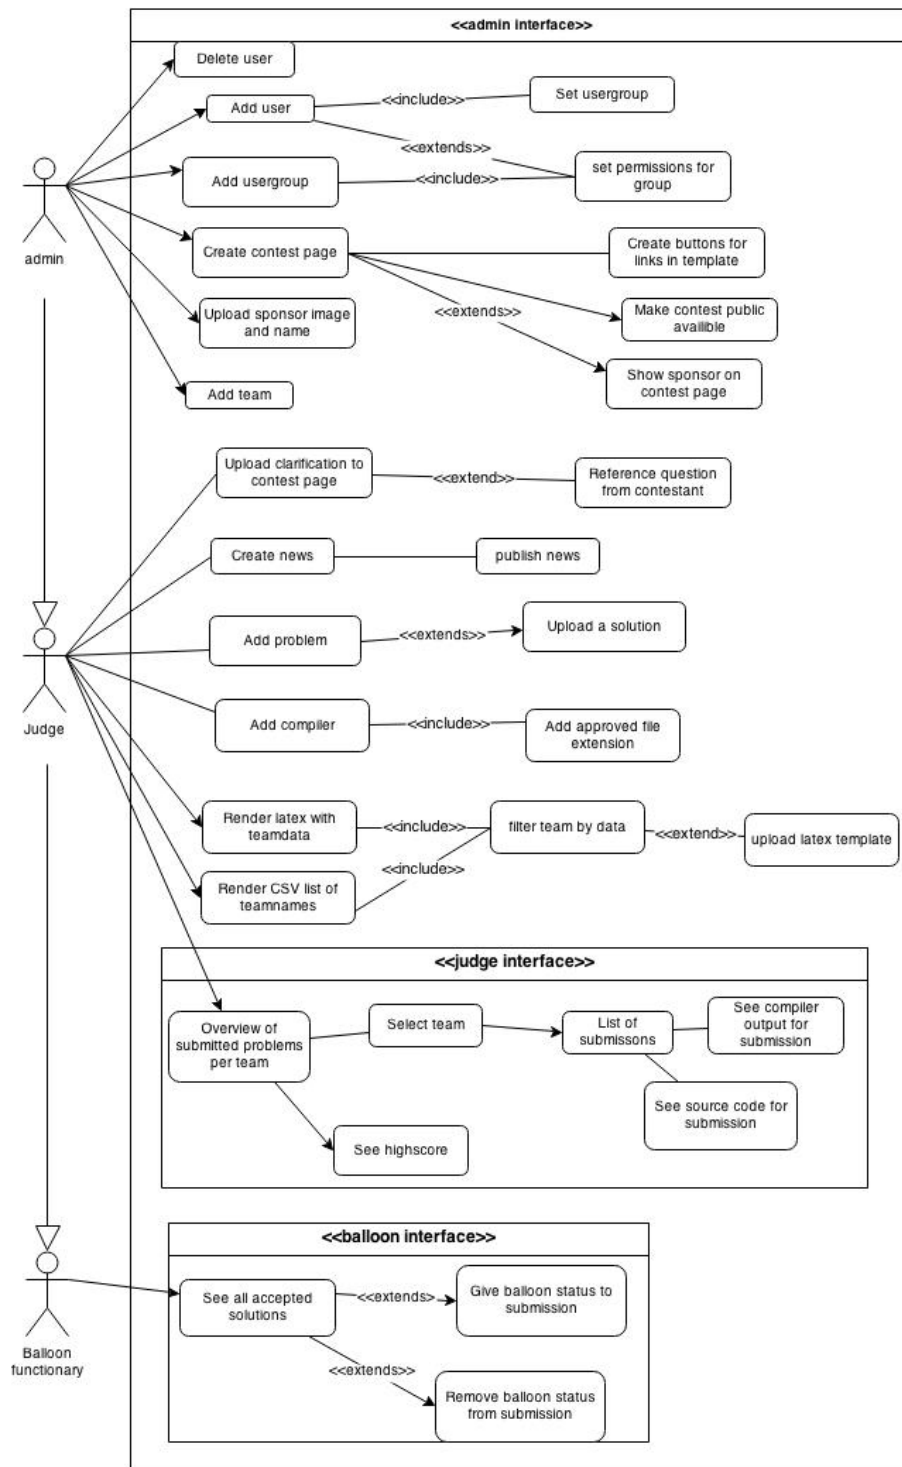 <<admin interface>>
Delete user
Add user
<<include>>
Set usergroup
<<extends>>
Add usergroup
<<include>>
set permissions for
group
admin
Create contest page
Create buttons for
links in template
<<extends>>
Make contest public
availible
Upload sponsor image
and name
Show sponsor on
contest page
Add team
Upload clarification to
contest page
<<extend>>
Reference question
from contestant
Create news
publish news
Add problem
<<extends>>
Upload a solution
Judge
Add compiler
<<include>>
Add approved file
extension
Render latex with
teamdata
<<include>>
filter team by data
<<extend>>
upload latex template
<<include>>
Render CSV list of
teamnames
<<judge interface>>
Overview of
submitted problems
per team
Select team
List of
submissons
See compiler
output for
submission
See source code for
submission
See highscore
<<balloon interface>>
See all accepted
solutions
<<extends>
Give balloon status to
submission
Balloon
functionary
<<extends>>
Remove balloon status
from submission